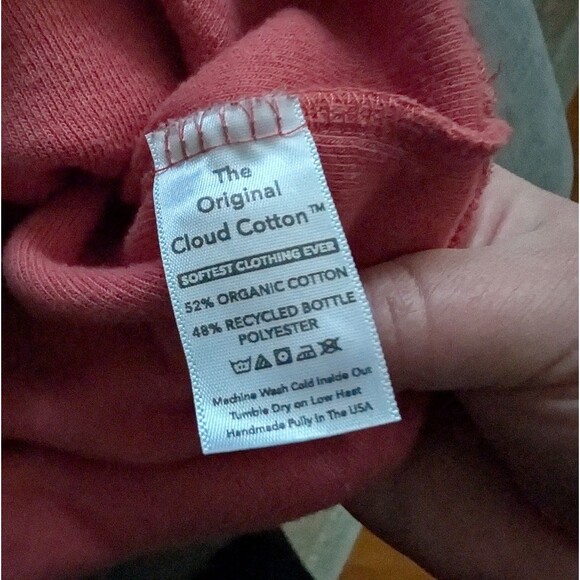 The
Original
Cloud Cotton™
SOFTEST CLOTHING EVER
52% ORGANIC COTTON
48% RECYCLED BOTTLE
POLYESTER
Machine Wash Cold Inside Out
Tumble Dry on Low Heat
Handmade Fully In The USA